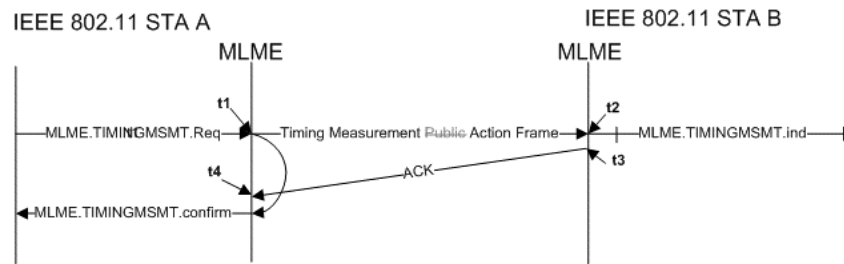 IEEE 802.11 STA A
IEEE 802.11 STA B
MLME
MLME
t1
t2
MLME.TIMINGMSMT.Req
Timing Measurement Public Action Frame
MLME.TIMINGMSMT.ind
t3
t4
ACK
MLME.TIMINGMSMT.confirm